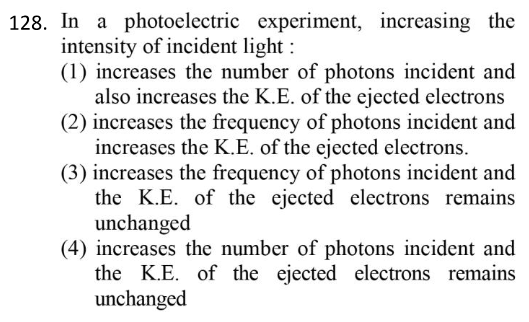 128. In a photoelectric experiment, increasing the
intensity of incident light :
(1) increases the number of photons incident and
also increases the K.E. of the ejected electrons
(2) increases the frequency of photons incident and
increases the K.E. of the ejected electrons.
(3) increases the frequency of photons incident and
the K.E. of the ejected electrons remains
unchanged
(4) increases the number of photons incident and
the K.E. of the ejected electrons remains
unchanged